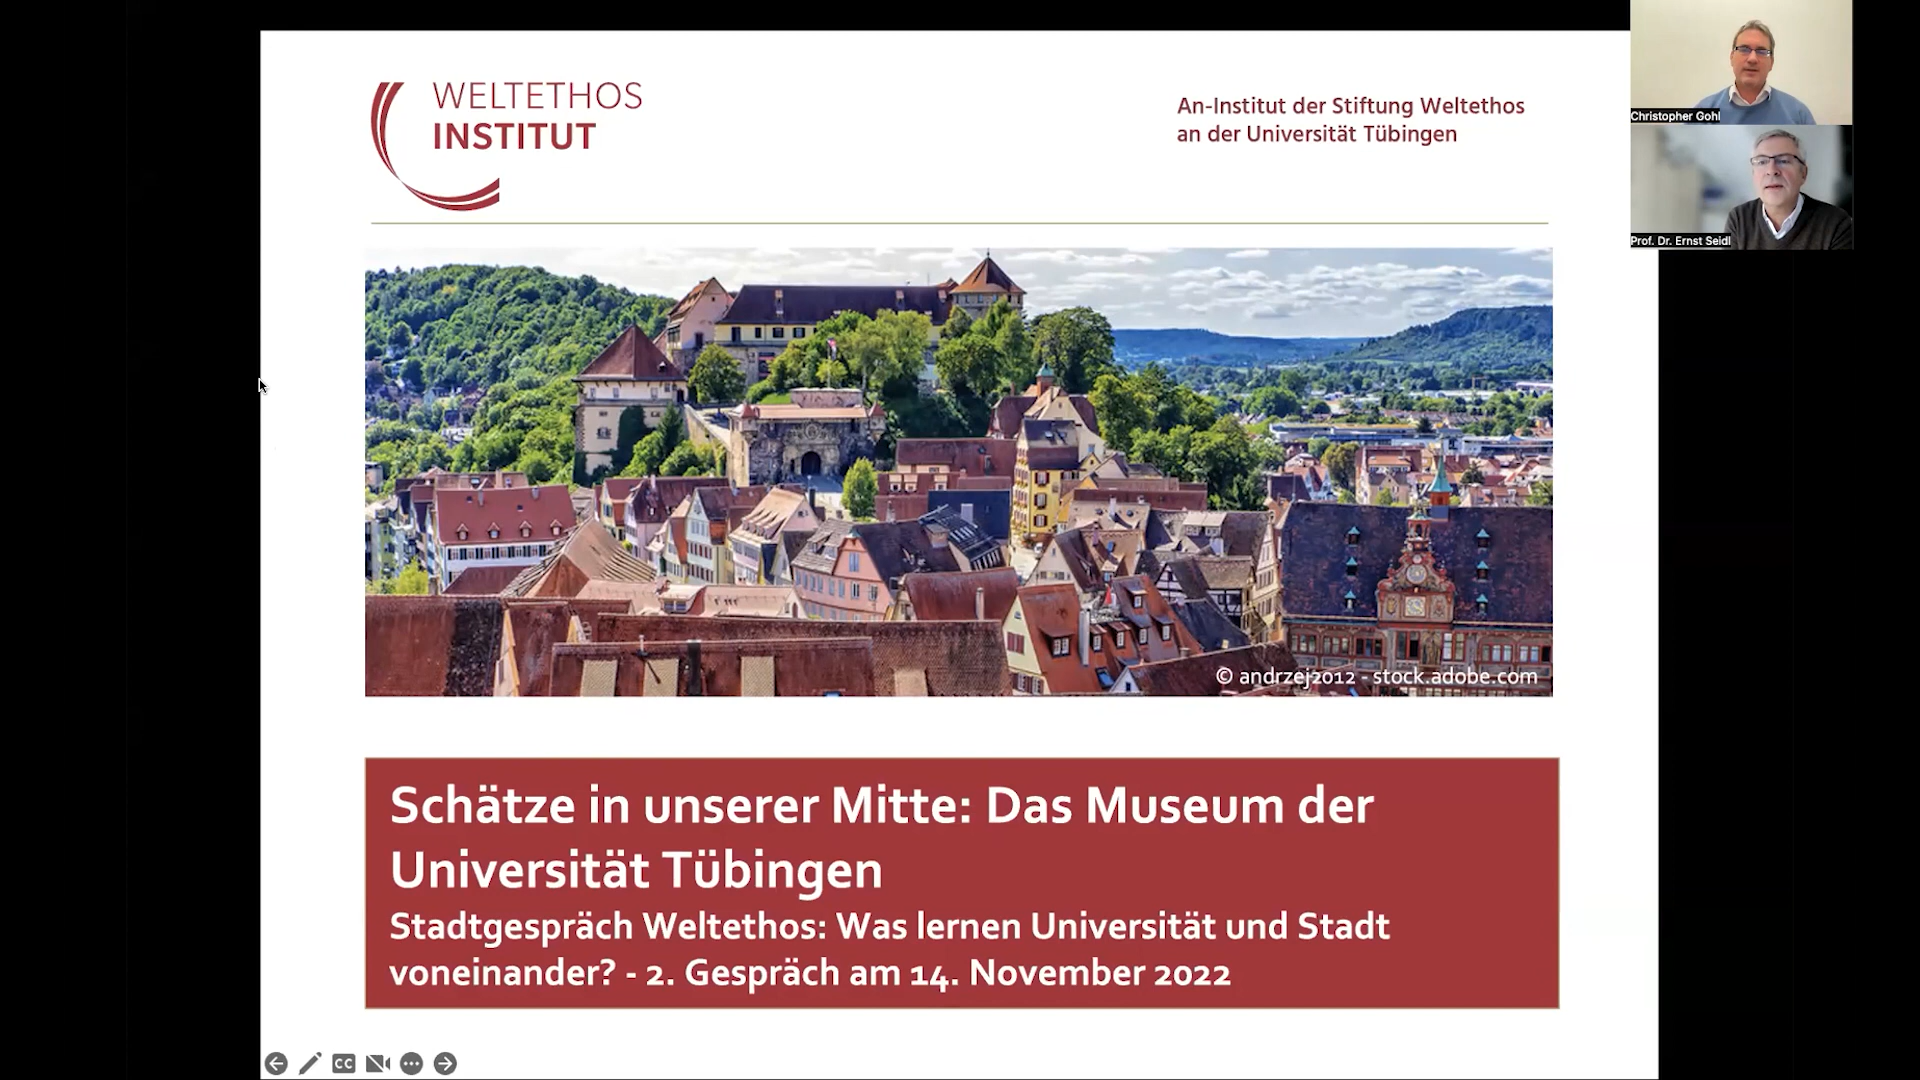 WELTETHOS
INSTITUT
An-Institut der Stiftung Weltethos
an der Universität Tübingen
Christopher Gohl
Prof. Dr. Ernst Seidl
© andrzej2012 - stock.adobe.com
Schätze in unserer Mitte: Das Museum der
Universität Tübingen
Stadtgespräch Weltethos: Was lernen Universität und Stadt
voneinander? - 2. Gespräch am 14. November 2022
CC